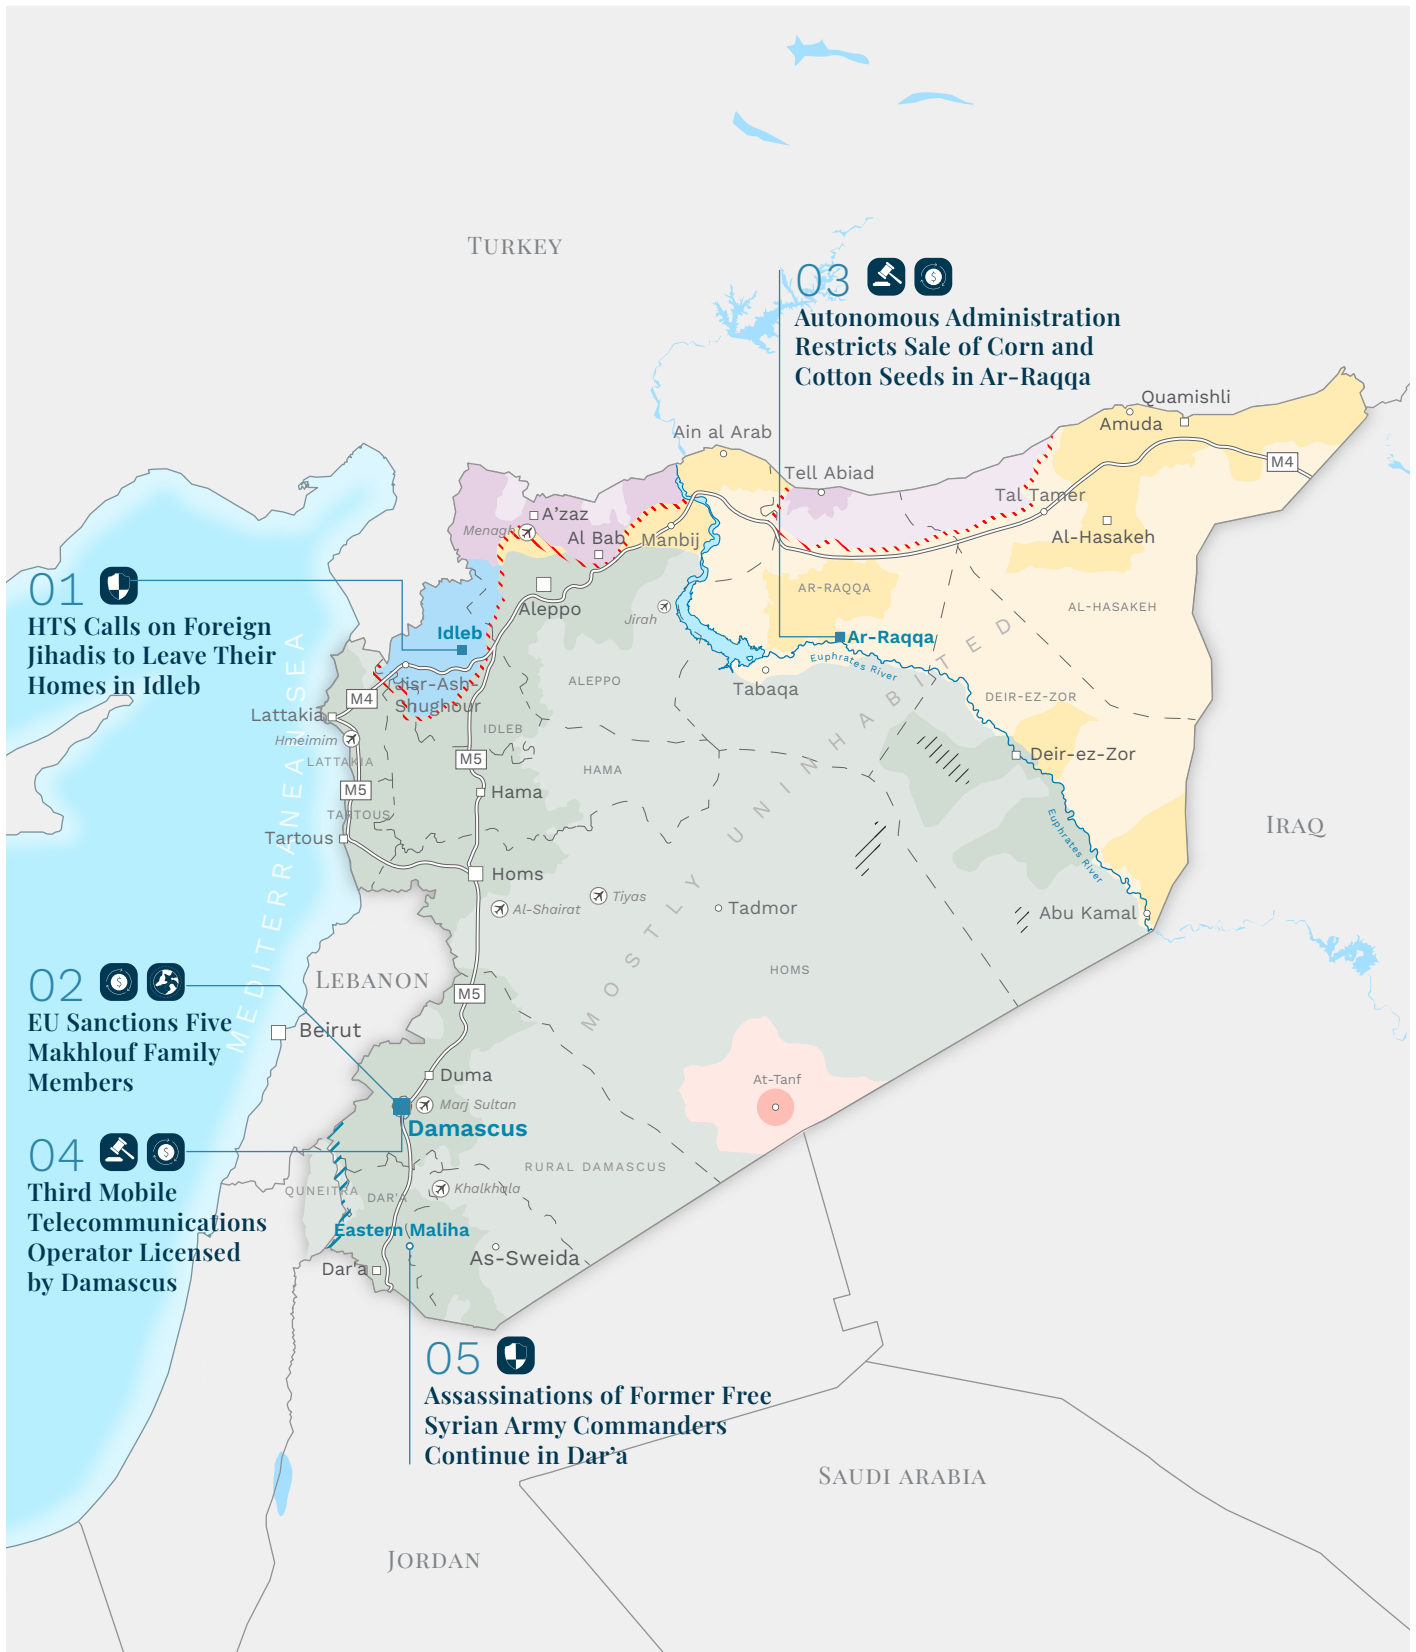 TURKEY
03
Autonomous Administration
Restricts Sale of Corn and
Cotton Seeds in Ar-Raqqa
Quamishli
Amuda
Ain al Arab
M4
Tell Abiad
Tal Tamer
A'zaz
Menagh
Al Bab
Manbij
Al-Hasakeh
01
HTS Calls on Foreign
Jihadis to Leave Their
Homes in Idleb
AR-RAQQA
AL-HASAKEH
Aleppo
Jirah
Idleb
Ar-Raqqa
Euphrates River
ALEPPO
Tabaqa
Jisr-Ash-
Shughour
M4
DEIR-EZ-ZOR
Lattakia
IDLEB
Hmeimim
LATTAKIA
M5
HAMA
Deir-ez-Zor
M5
Hama
TARTOUS
Tartous
Euphrates River
IRAQ
MEDITERRANEAN SEA
MOSTLY UNINHABITED
Homs
Tiyas
Al-Shairat
Tadmor
Abu Kamal
HOMS
LEBANON
M5
02
EU Sanctions Five
Makhlouf Family
Members
Beirut
Duma
At-Tanf
Marj Sultan
Damascus
04
Third Mobile
Telecommunications
Operator Licensed
by Damascus
RURAL DAMASCUS
QUNEITRA
DAR'A
Khalkhala
Eastern Maliha
As-Sweida
Dar'a
05
Assassinations of Former Free
Syrian Army Commanders
Continue in Dar'a
SAUDI ARABIA
JORDAN